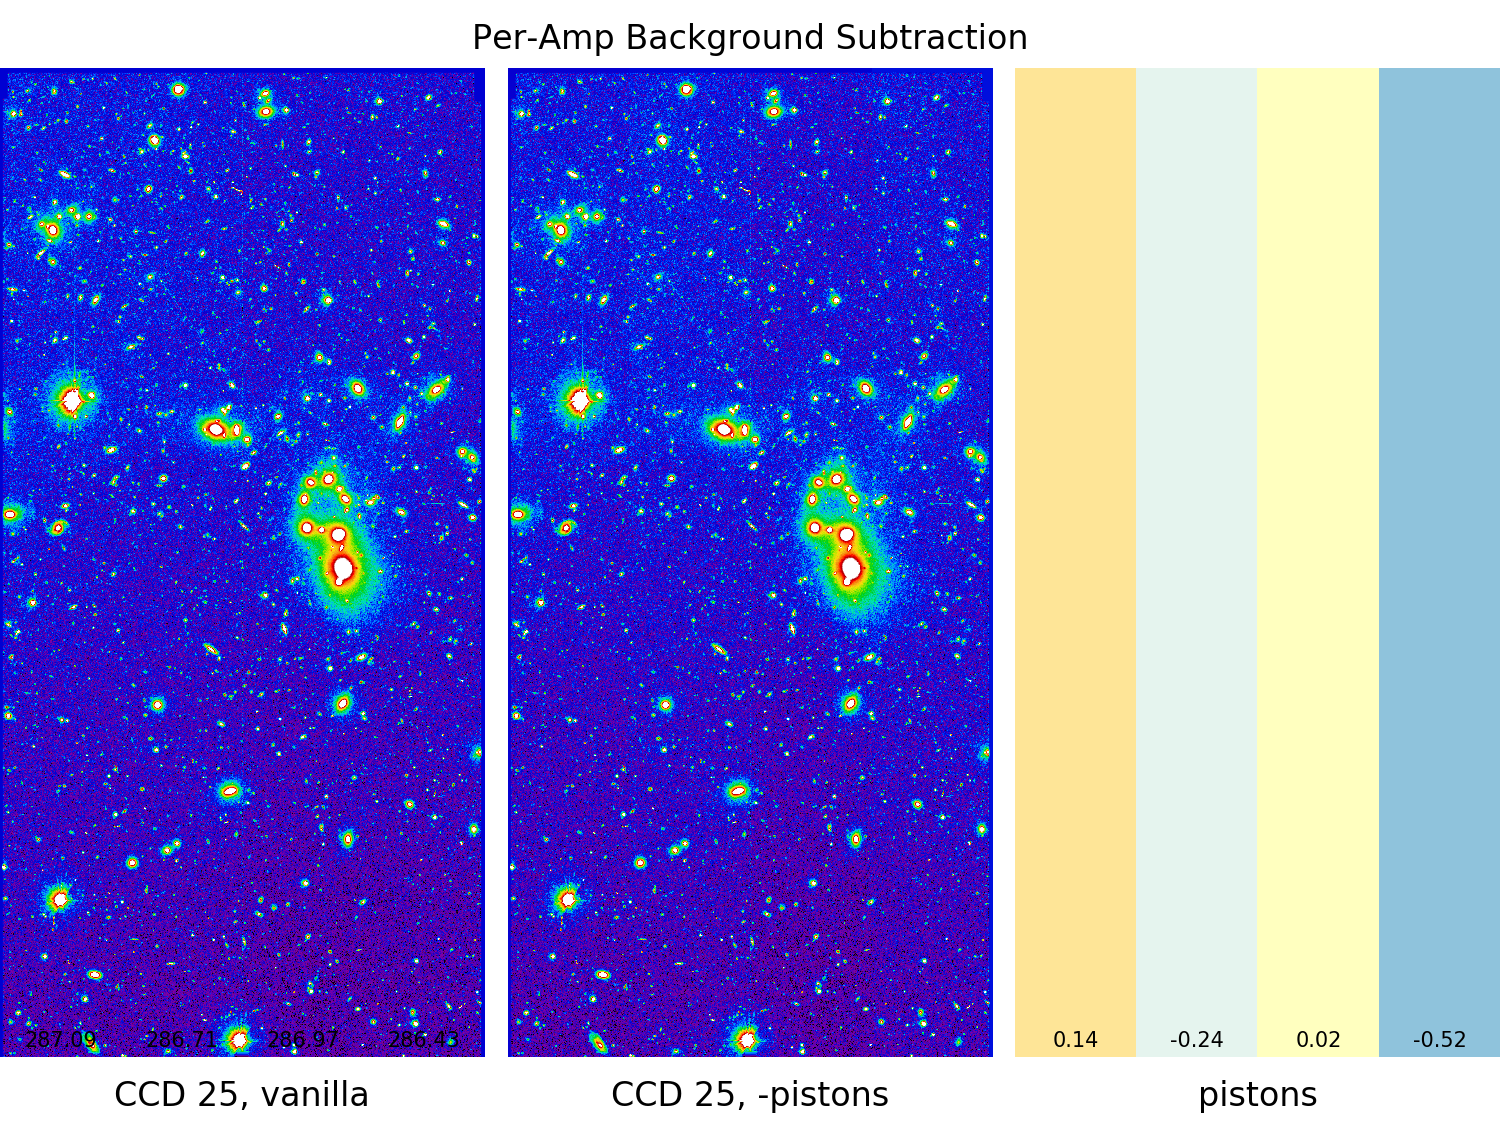 Per-Amp Background Subtraction
287.09 286.71 286.97 286.43
0.14 -0.24 0.02 -0.52
CCD 25, vanilla
CCD 25, -pistons
pistons